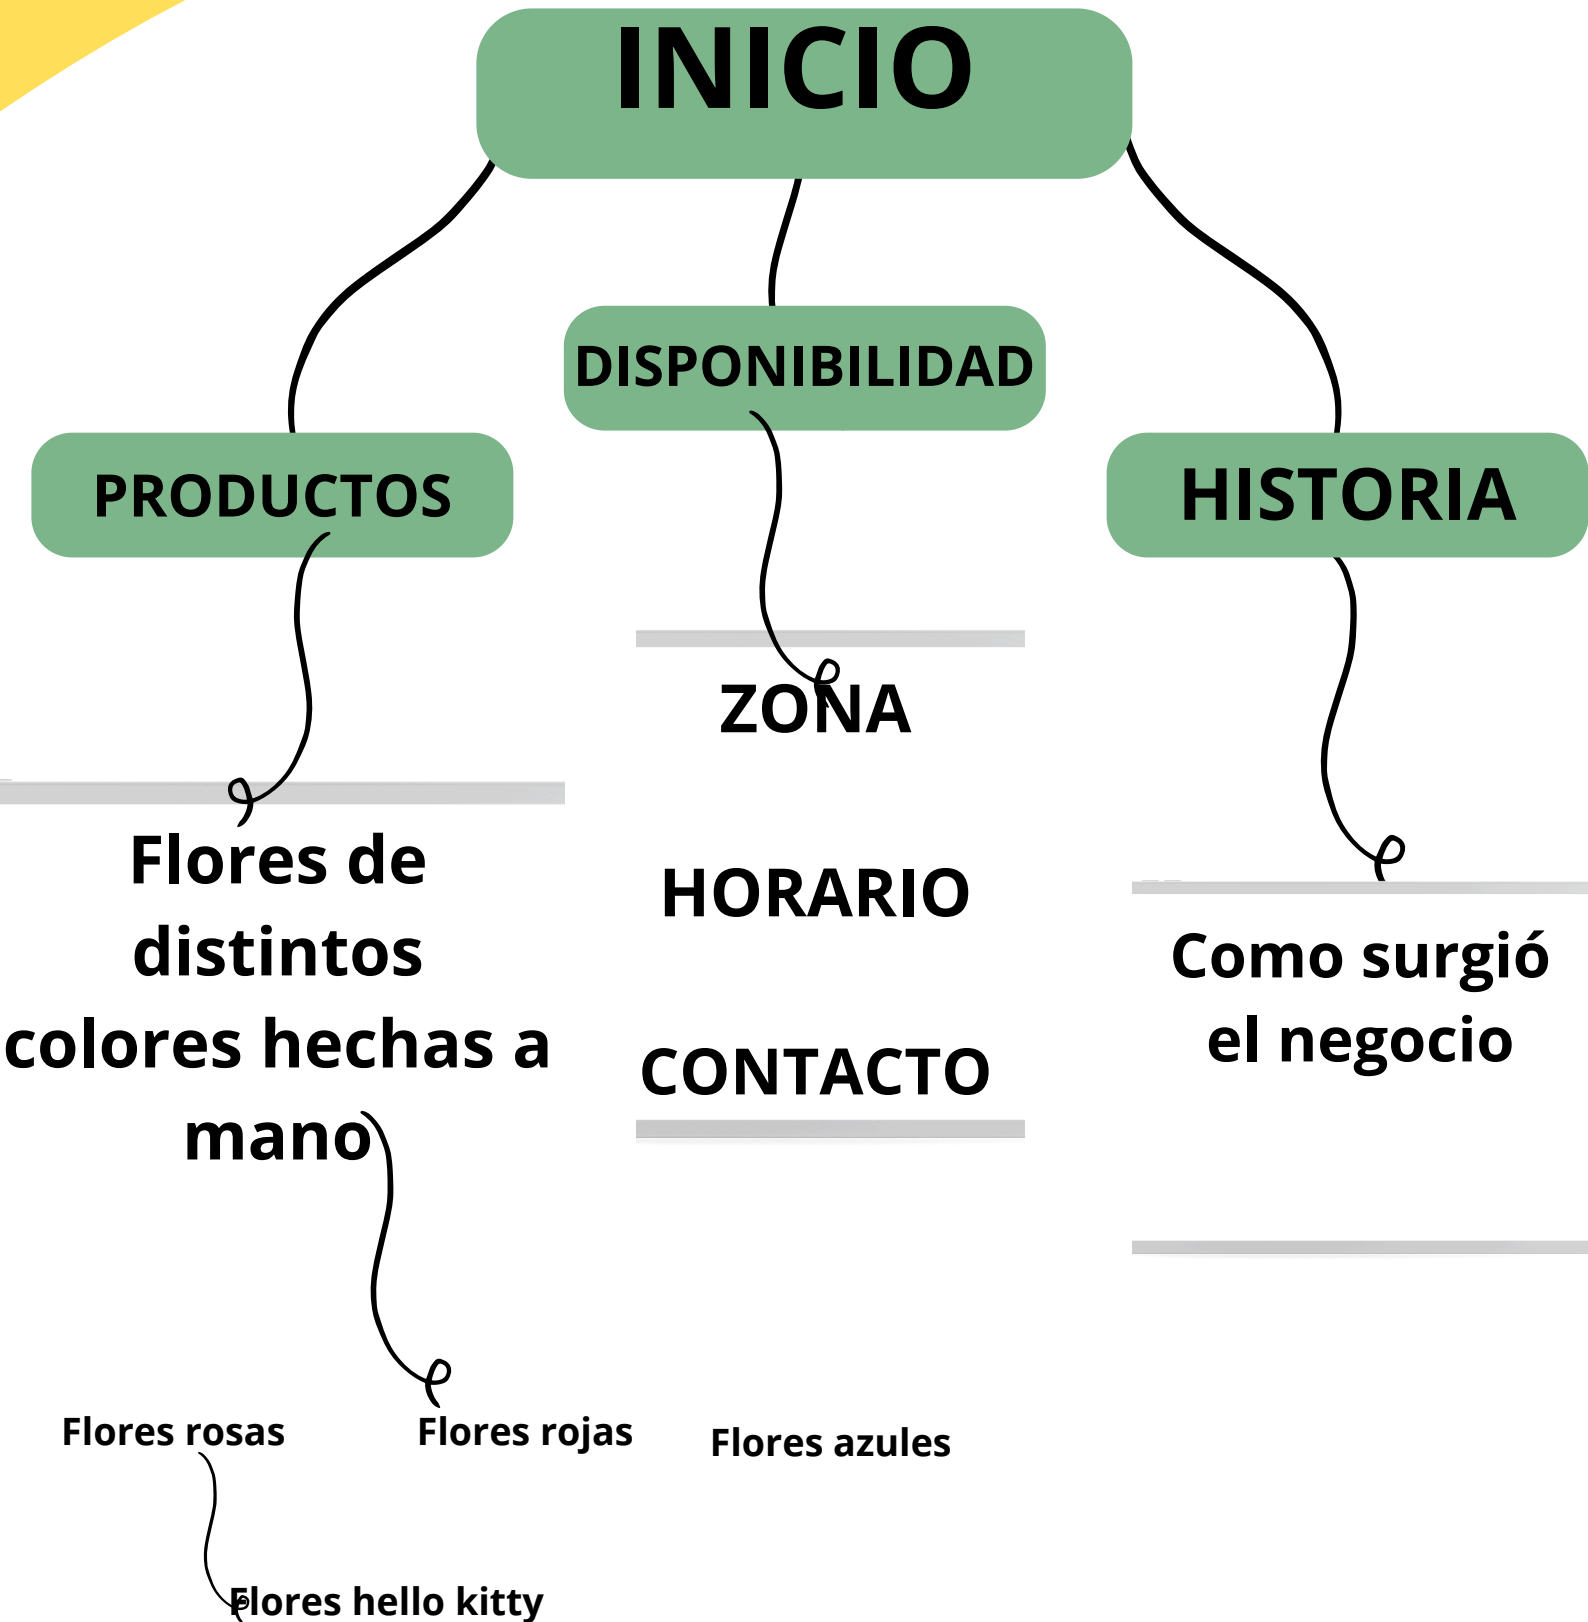 INICIO
DISPONIBILIDAD
PRODUCTOS
HISTORIA
Flores de
distintos
colores hechas a
mano
ZONA
HORARIO
CONTACTO
Como surgió
el negocio
Flores rosas
Flores rojas
Flores azules
Flores hello kitty